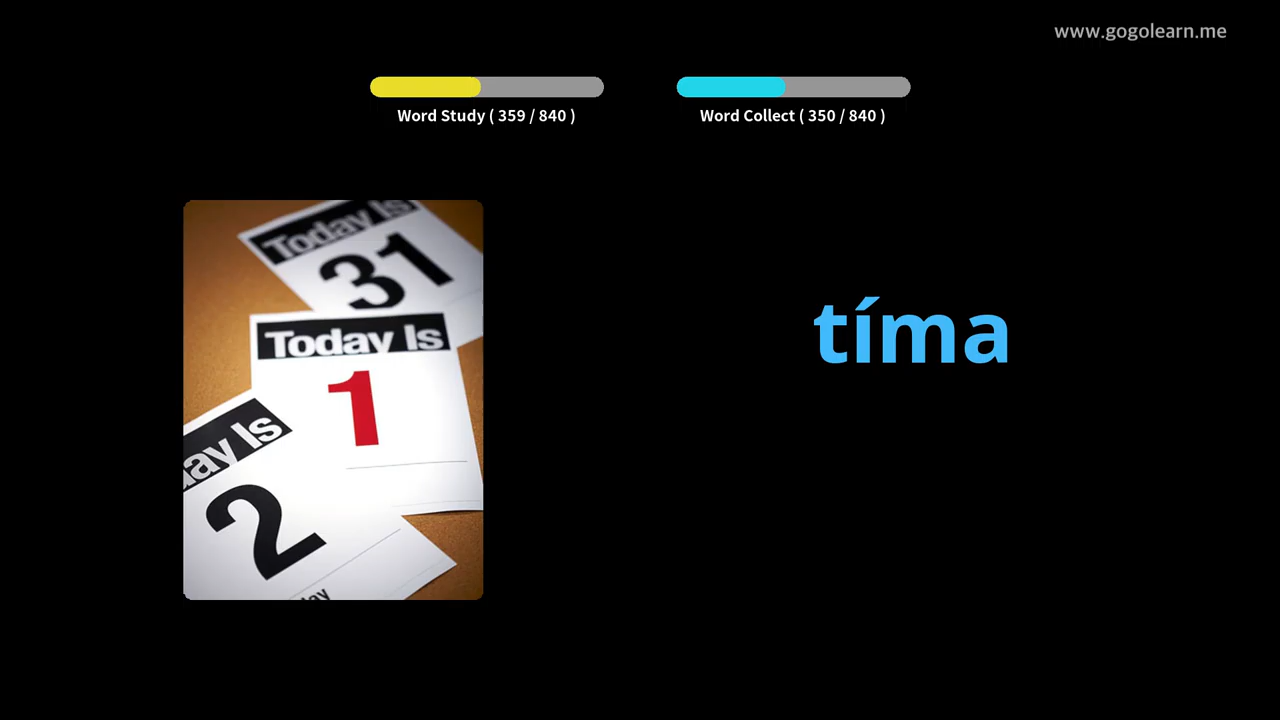 www.gogolearn.me
Word Study ( 359 / 840 )
Word Collect ( 350 / 840 )
Today Is
31
Today Is
1
ay Is
2
ay
tíma